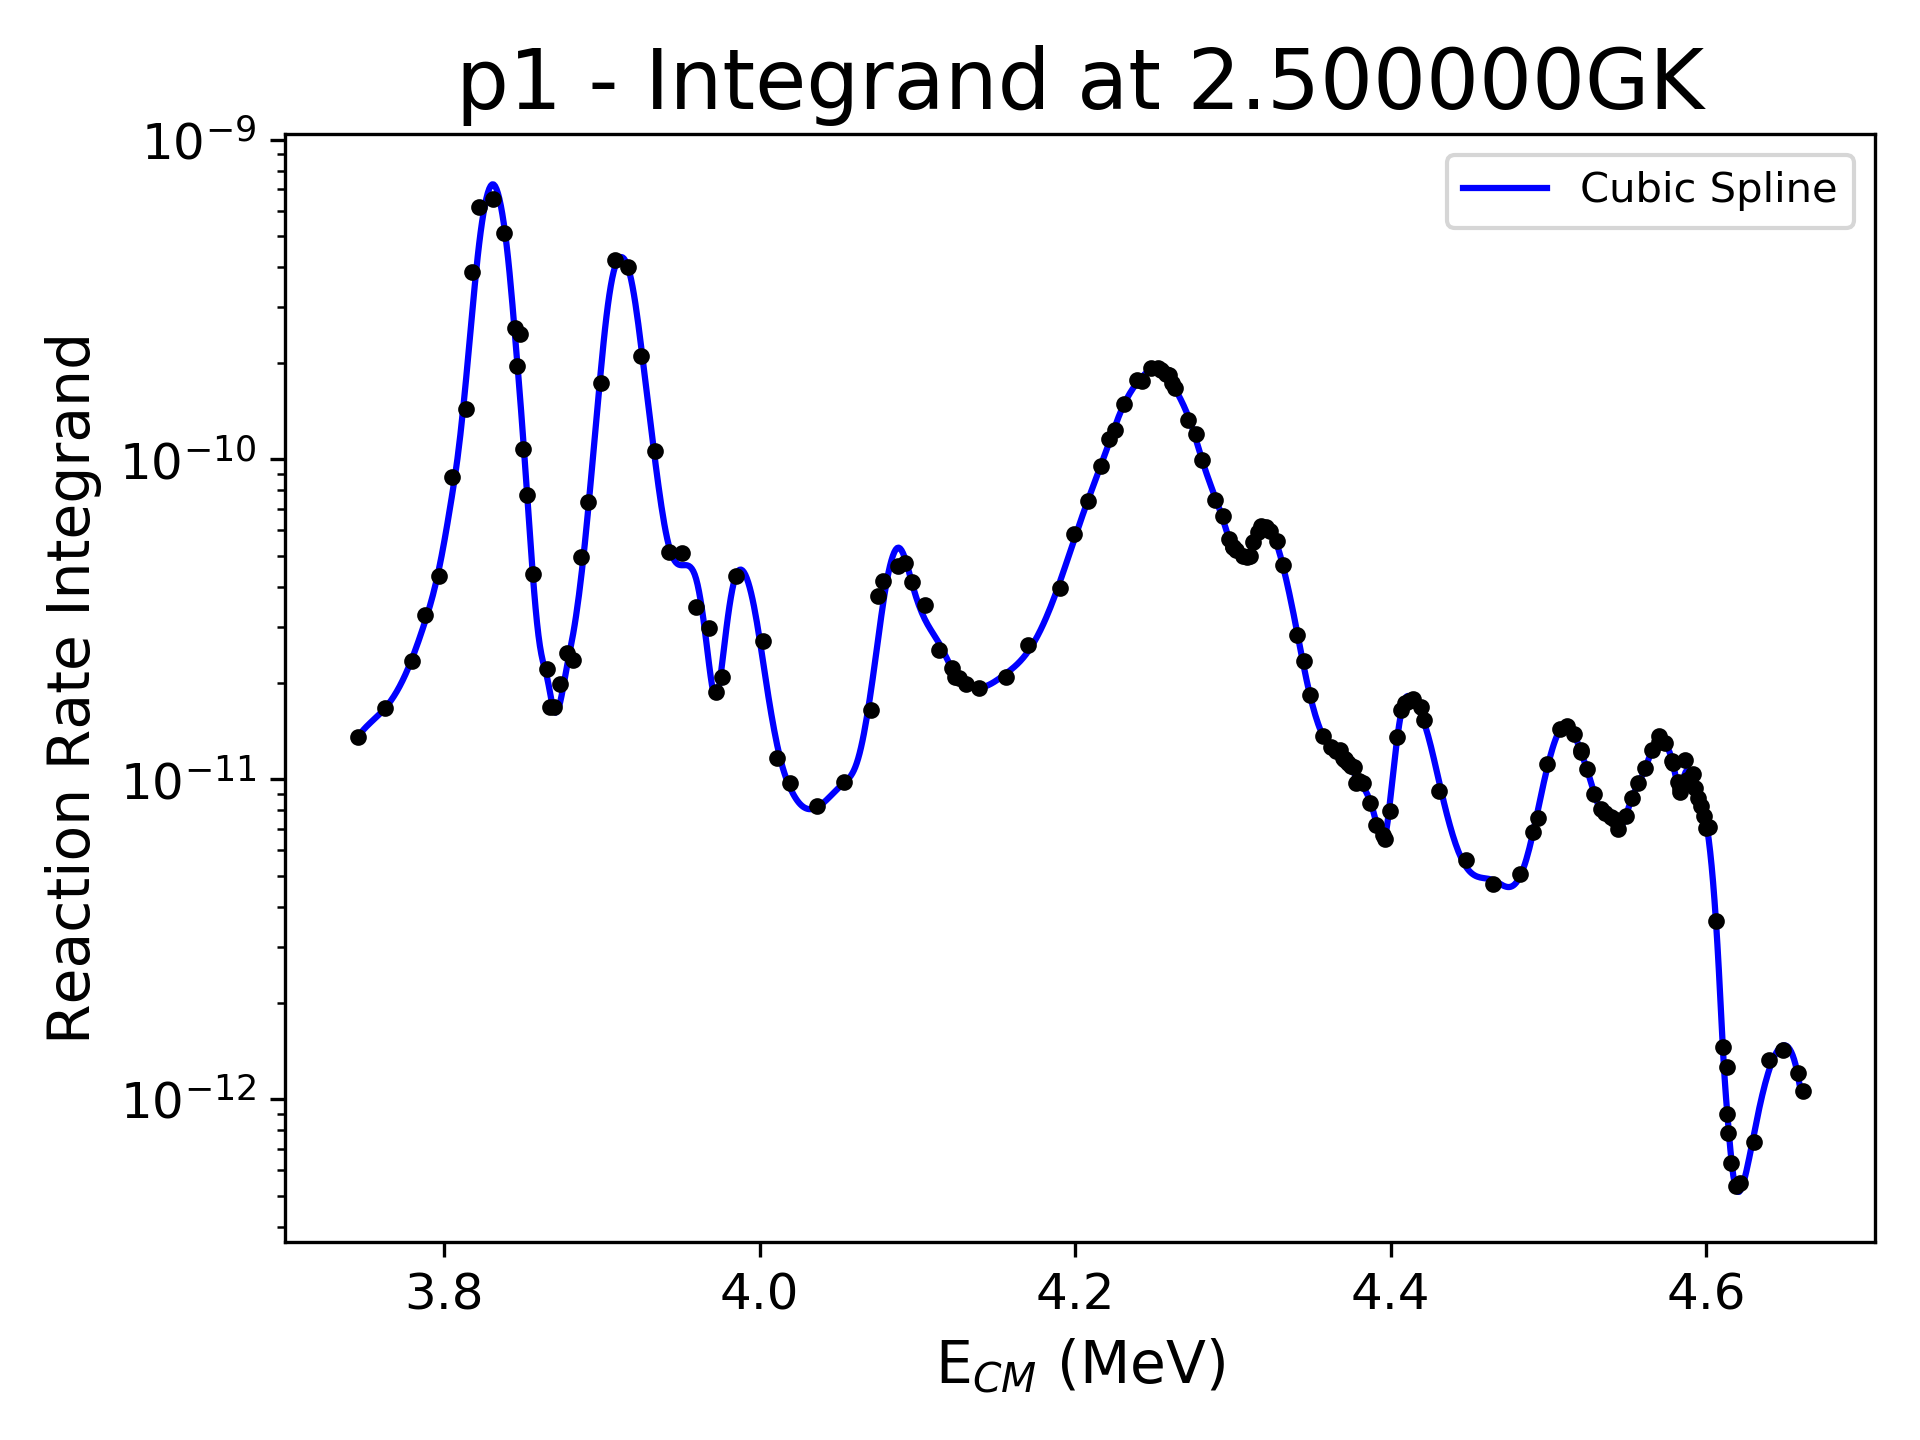 p1 - Integrand at 2.500000GK
Cubic Spline
Reaction Rate Integrand
10⁻⁹
10⁻¹⁰
10⁻¹¹
10⁻¹²
3.8 4.0 4.2 4.4 4.6
E_CM (MeV)